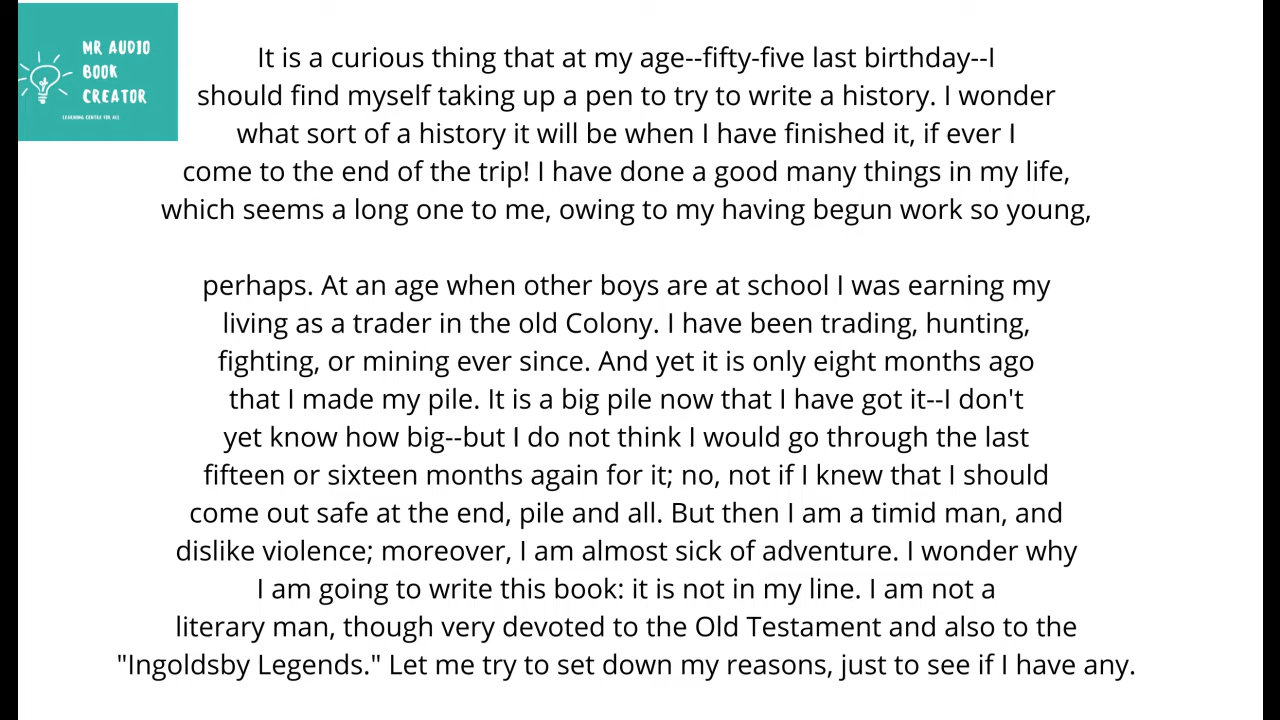 MR AUDIO
BOOK
CREATOR
LEARNING CENTRE FOR ALL
It is a curious thing that at my age--fifty-five last birthday--I
should find myself taking up a pen to try to write a history. I wonder
what sort of a history it will be when I have finished it, if ever I
come to the end of the trip! I have done a good many things in my life,
which seems a long one to me, owing to my having begun work so young,
perhaps. At an age when other boys are at school I was earning my
living as a trader in the old Colony. I have been trading, hunting,
fighting, or mining ever since. And yet it is only eight months ago
that I made my pile. It is a big pile now that I have got it--I don't
yet know how big--but I do not think I would go through the last
fifteen or sixteen months again for it; no, not if I knew that I should
come out safe at the end, pile and all. But then I am a timid man, and
dislike violence; moreover, I am almost sick of adventure. I wonder why
I am going to write this book: it is not in my line. I am not a
literary man, though very devoted to the Old Testament and also to the
"Ingoldsby Legends." Let me try to set down my reasons, just to see if I have any.